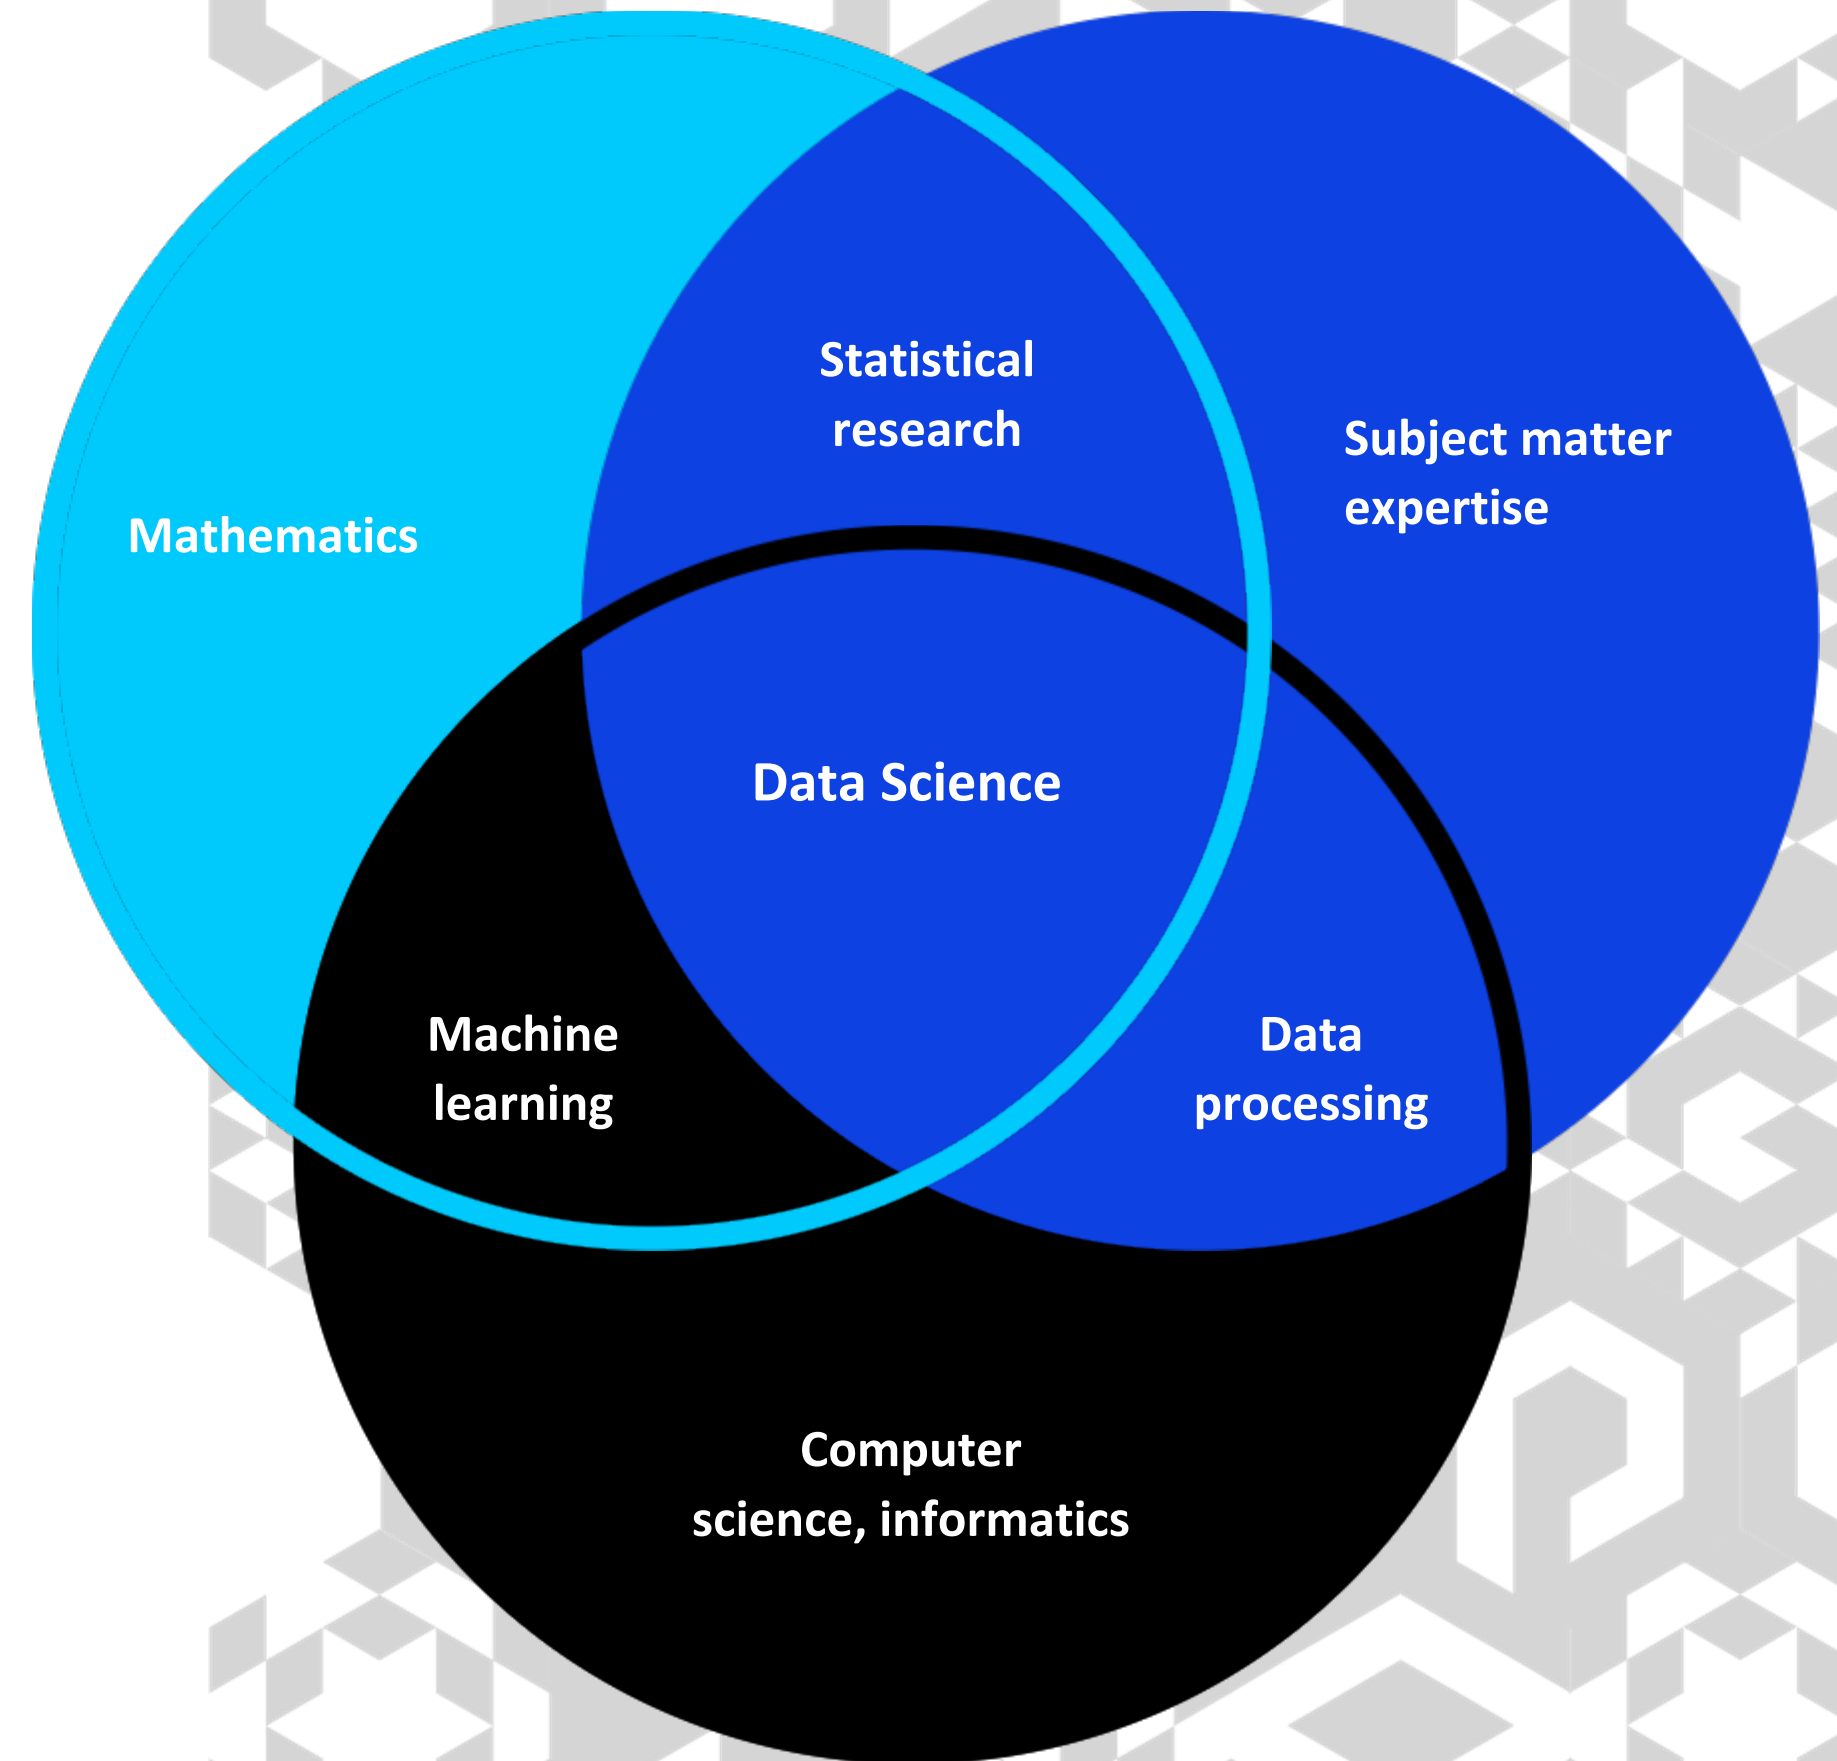 Statistical
research
Subject matter
expertise
Mathematics
Data Science
Machine
learning
Data
processing
Computer
science, informatics